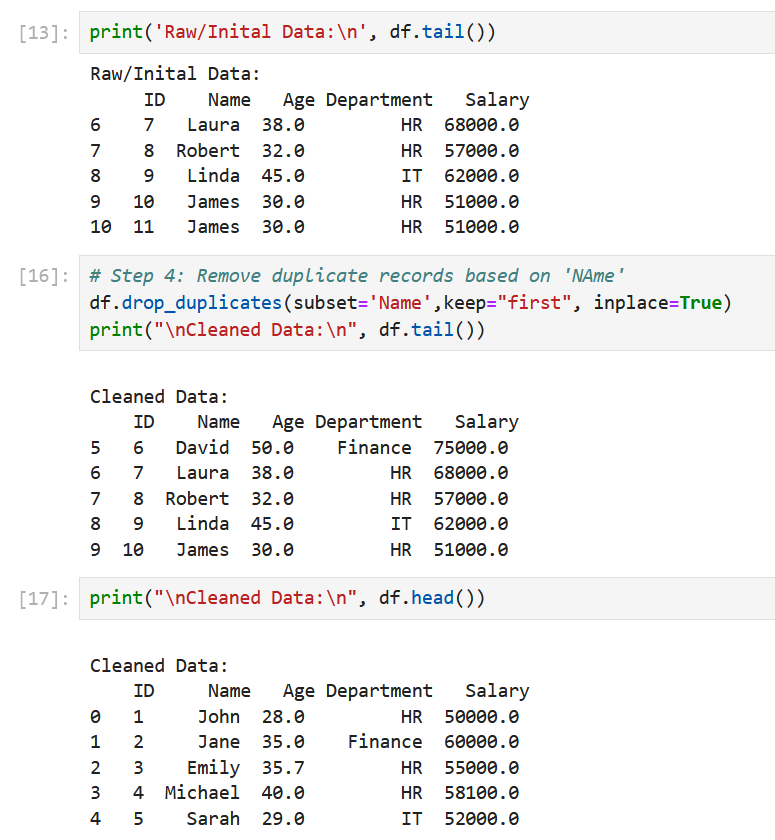 [13]: print('Raw/Inital Data:\n', df.tail())
Raw/Inital Data:
     ID    Name   Age Department   Salary
6     7   Laura  38.0         HR  68000.0
7     8  Robert  32.0         HR  57000.0
8     9   Linda  45.0         IT  62000.0
9    10   James  30.0         HR  51000.0
10  11   James  30.0         HR  51000.0
[16]: # Step 4: Remove duplicate records based on 'NAme'
df.drop_duplicates(subset='Name',keep="first", inplace=True)
print("\nCleaned Data:\n", df.tail())
Cleaned Data:
    ID    Name   Age Department   Salary
5   6   David  50.0    Finance  75000.0
6   7   Laura  38.0         HR  68000.0
7   8  Robert  32.0         HR  57000.0
8   9   Linda  45.0         IT  62000.0
9  10   James  30.0         HR  51000.0
[17]: print("\nCleaned Data:\n", df.head())
Cleaned Data:
    ID     Name   Age Department   Salary
0   1     John  28.0         HR  50000.0
1   2     Jane  35.0    Finance  60000.0
2   3    Emily  35.7         HR  55000.0
3   4  Michael  40.0         HR  58100.0
4   5    Sarah  29.0         IT  52000.0